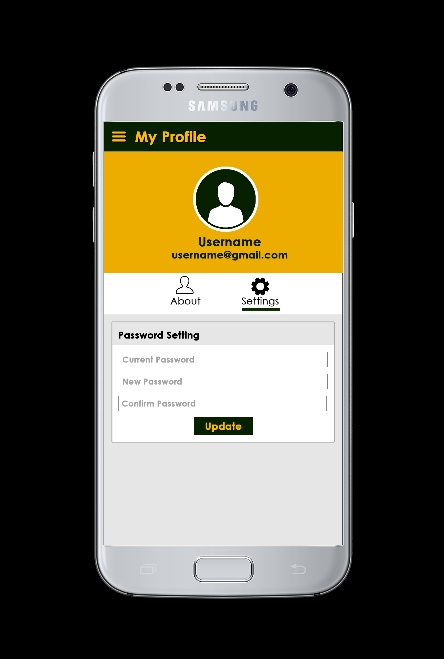 SAMSUNG
My Profile
Username
username@gmail.com
About
Settings
Password Setting
Current Password
New Password
Confirm Password
Update